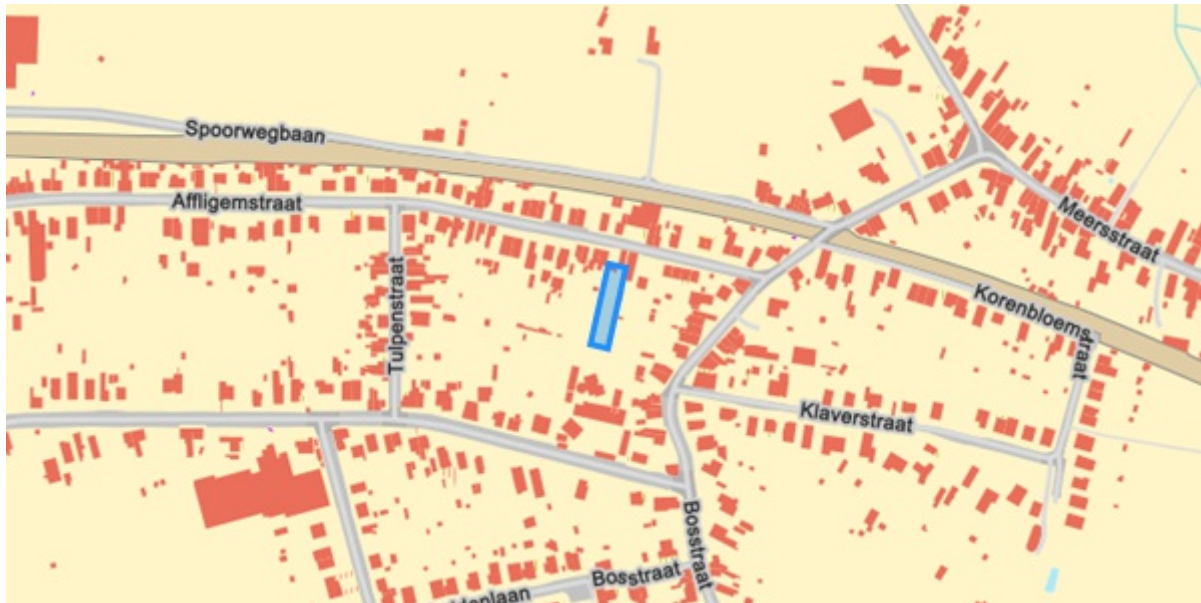 Spoorwegbaan
Affligemstraat
Meersstraat
Korenbloemstraat
Tulpenstraat
Klaverstraat
Bosstraat
Bosstraat